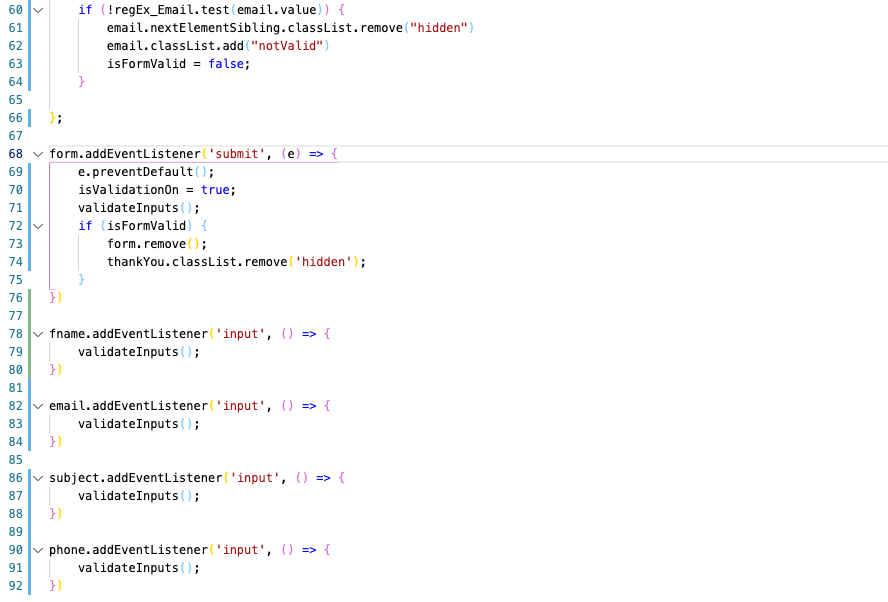 60 if (!regEx_Email.test(email.value)) {
61 email.nextElementSibling.classList.remove("hidden")
62 email.classList.add("notValid")
63 isFormValid = false;
64 }
65
66 };
67
68 form.addEventListener('submit', (e) => {
69 e.preventDefault();
70 isValidationOn = true;
71 validateInputs();
72 if (isFormValid) {
73 form.remove();
74 thankYou.classList.remove('hidden');
75 }
76 })
77
78 fname.addEventListener('input', () => {
79 validateInputs();
80 })
81
82 email.addEventListener('input', () => {
83 validateInputs();
84 })
85
86 subject.addEventListener('input', () => {
87 validateInputs();
88 })
89
90 phone.addEventListener('input', () => {
91 validateInputs();
92 })